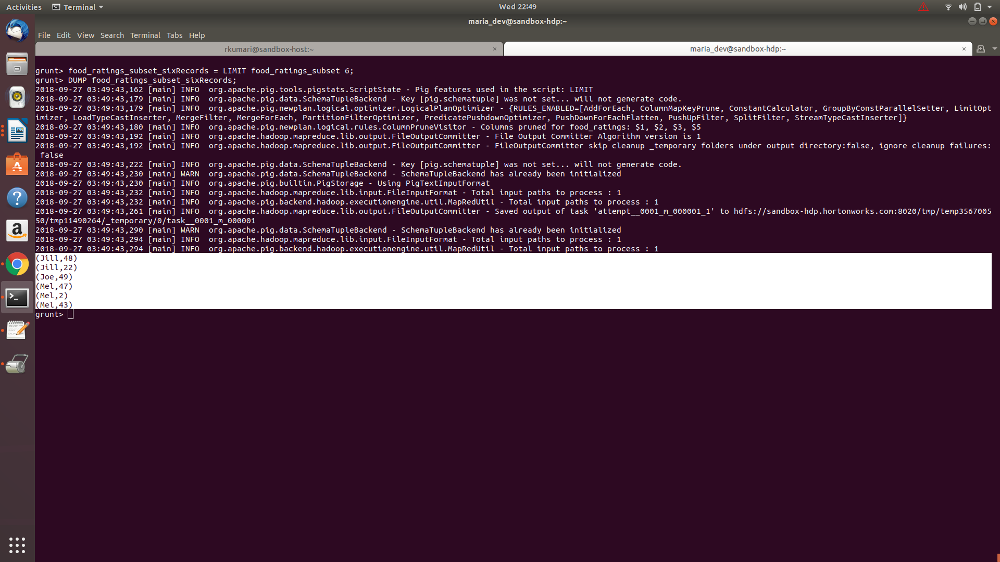 Activities Terminal Wed 22:49
maria_dev@sandbox-hdp:~
File Edit View Search Terminal Tabs Help
rkumari@sandbox-host:~ × maria_dev@sandbox-hdp:~ ×
grunt> food_ratings_subset_sixRecords = LIMIT food_ratings_subset 6;
grunt> DUMP food_ratings_subset_sixRecords;
2018-09-27 03:49:43,162 [main] INFO  org.apache.pig.tools.pigstats.ScriptState - Pig features used in the script: LIMIT
2018-09-27 03:49:43,179 [main] INFO  org.apache.pig.data.SchemaTupleBackend - Key [pig.schematuple] was not set... will not generate code.
2018-09-27 03:49:43,179 [main] INFO  org.apache.pig.newplan.logical.optimizer.LogicalPlanOptimizer - {RULES_ENABLED=[AddForEach, ColumnMapKeyPrune, ConstantCalculator, GroupByConstParallelSetter, LimitOpt
imizer, LoadTypeCastInserter, MergeFilter, MergeForEach, PartitionFilterOptimizer, PredicatePushdownOptimizer, PushDownForEachFlatten, PushUpFilter, SplitFilter, StreamTypeCastInserter]}
2018-09-27 03:49:43,180 [main] INFO  org.apache.pig.newplan.logical.rules.ColumnPruneVisitor - Columns pruned for food_ratings: $1, $2, $3, $5
2018-09-27 03:49:43,192 [main] INFO  org.apache.hadoop.mapreduce.lib.output.FileOutputCommitter - File Output Committer Algorithm version is 1
2018-09-27 03:49:43,192 [main] INFO  org.apache.hadoop.mapreduce.lib.output.FileOutputCommitter - FileOutputCommitter skip cleanup _temporary folders under output directory:false, ignore cleanup failures:
 false
2018-09-27 03:49:43,222 [main] INFO  org.apache.pig.data.SchemaTupleBackend - Key [pig.schematuple] was not set... will not generate code.
2018-09-27 03:49:43,230 [main] WARN  org.apache.pig.data.SchemaTupleBackend - SchemaTupleBackend has already been initialized
2018-09-27 03:49:43,230 [main] INFO  org.apache.pig.builtin.PigStorage - Using PigTextInputFormat
2018-09-27 03:49:43,232 [main] INFO  org.apache.hadoop.mapreduce.lib.input.FileInputFormat - Total input paths to process : 1
2018-09-27 03:49:43,232 [main] INFO  org.apache.pig.backend.hadoop.executionengine.util.MapRedUtil - Total input paths to process : 1
2018-09-27 03:49:43,261 [main] INFO  org.apache.hadoop.mapreduce.lib.output.FileOutputCommitter - Saved output of task 'attempt__0001_m_000001_1' to hdfs://sandbox-hdp.hortonworks.com:8020/tmp/temp3567005
50/tmp11490264/_temporary/0/task__0001_m_000001
2018-09-27 03:49:43,290 [main] WARN  org.apache.pig.data.SchemaTupleBackend - SchemaTupleBackend has already been initialized
2018-09-27 03:49:43,294 [main] INFO  org.apache.hadoop.mapreduce.lib.input.FileInputFormat - Total input paths to process : 1
2018-09-27 03:49:43,294 [main] INFO  org.apache.pig.backend.hadoop.executionengine.util.MapRedUtil - Total input paths to process : 1
(Jill,48)
(Jill,22)
(Joe,49)
(Mel,47)
(Mel,2)
(Mel,43)
grunt>